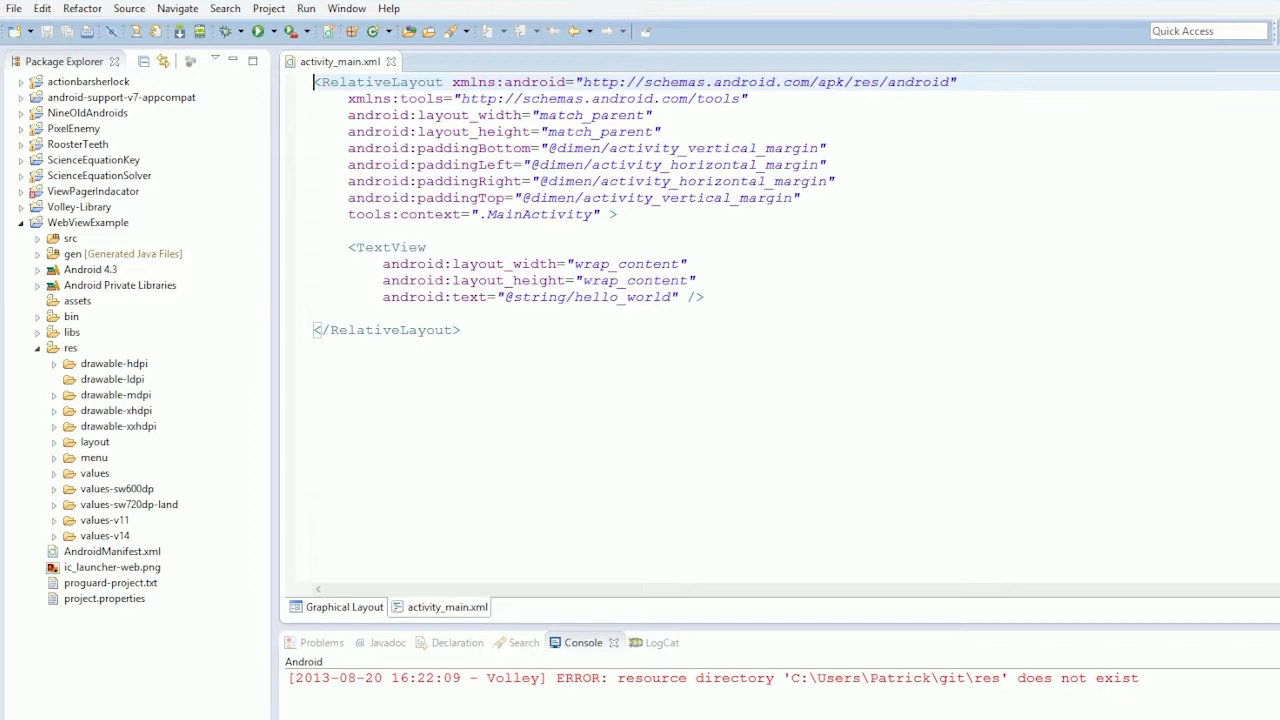 File Edit Refactor Source Navigate Search Project Run Window Help
Quick Access
Package Explorer
actionbarsherlock
android-support-v7-appcompat
NineOldAndroids
PixelEnemy
RoosterTeeth
ScienceEquationKey
ScienceEquationSolver
ViewPagerIndacator
Volley-Library
WebViewExample
src
gen [Generated Java Files]
Android 4.3
Android Private Libraries
assets
bin
libs
res
drawable-hdpi
drawable-ldpi
drawable-mdpi
drawable-xhdpi
drawable-xxhdpi
layout
menu
values
values-sw600dp
values-sw720dp-land
values-v11
values-v14
AndroidManifest.xml
ic_launcher-web.png
proguard-project.txt
project.properties
activity_main.xml
<RelativeLayout xmlns:android="http://schemas.android.com/apk/res/android"
xmlns:tools="http://schemas.android.com/tools"
android:layout_width="match_parent"
android:layout_height="match_parent"
android:paddingBottom="@dimen/activity_vertical_margin"
android:paddingLeft="@dimen/activity_horizontal_margin"
android:paddingRight="@dimen/activity_horizontal_margin"
android:paddingTop="@dimen/activity_vertical_margin"
tools:context=".MainActivity" >
<TextView
android:layout_width="wrap_content"
android:layout_height="wrap_content"
android:text="@string/hello_world" />
</RelativeLayout>
Graphical Layout activity_main.xml
Problems @ Javadoc Declaration Search Console LogCat
Android
[2013-08-20 16:22:09 - Volley] ERROR: resource directory 'C:\Users\Patrick\git\res' does not exist